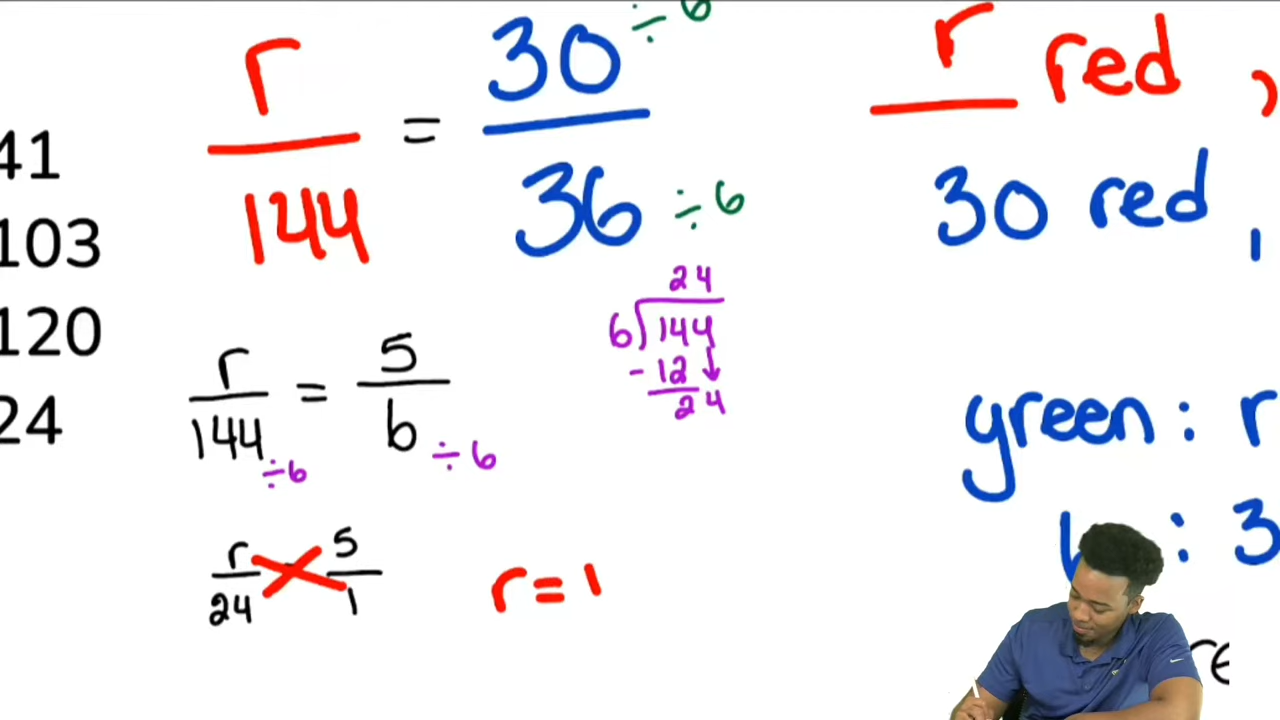 41
103
120
24
r/144 = 30/36 ÷6 ÷6
r/144 ÷6 = 5/6 ÷6
24
6 144
-12
24
r/24 5/1
r = 1
r red,
30 red,
green: r
: 3
re